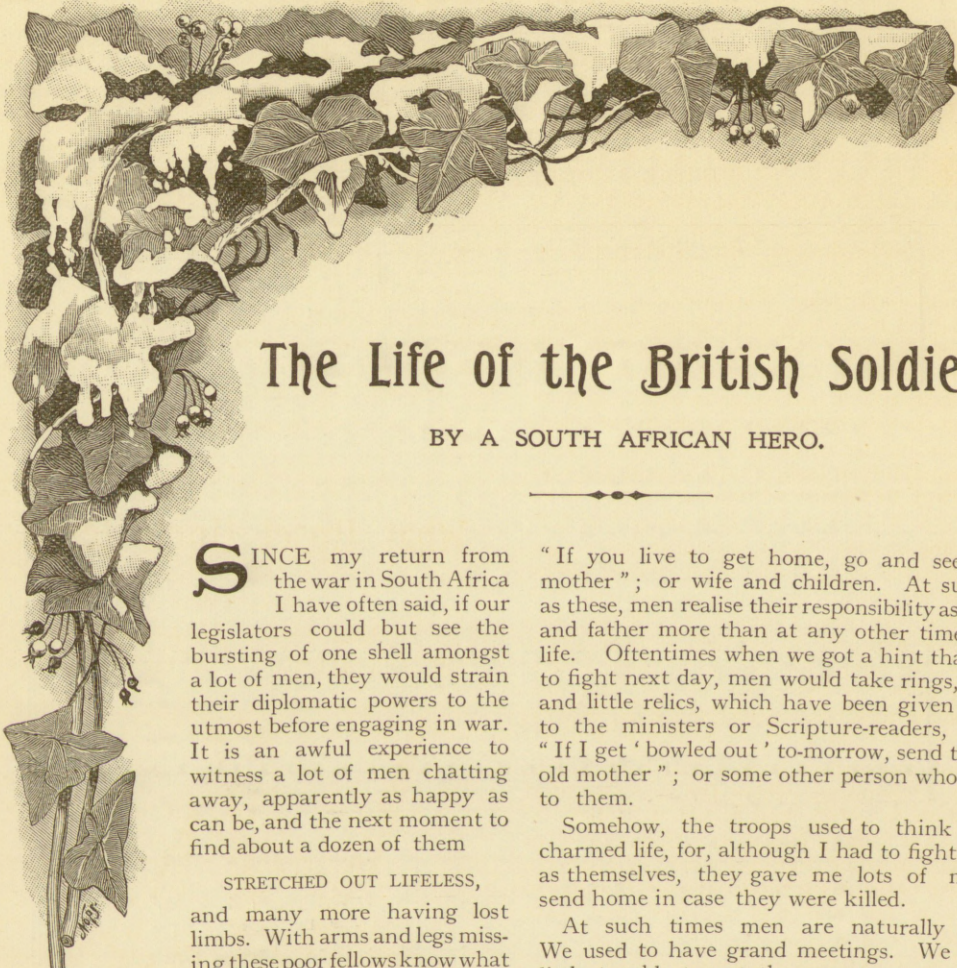 The Life of the British Soldie
BY A SOUTH AFRICAN HERO.
SINCE my return from
the war in South Africa
I have often said, if our
legislators could but see the
bursting of one shell amongst
a lot of men, they would strain
their diplomatic powers to the
utmost before engaging in war.
It is an awful experience to
witness a lot of men chatting
away, apparently as happy as
can be, and the next moment to
find about a dozen of them
STRETCHED OUT LIFELESS,
and many more having lost
limbs. With arms and legs miss-
ing these poor fellows know what
“ If you live to get home, go and see
mother ” ; or wife and children. At su
as these, men realise their responsibility as
and father more than at any other time
life. Oftentimes when we got a hint tha
to fight next day, men would take rings,
and little relics, which have been given
to the ministers or Scripture-readers,
“ If I get ‘ bowled out ’ to-morrow, send t
old mother ” ; or some other person who
to them.
Somehow, the troops used to think
charmed life, for, although I had to fight
as themselves, they gave me lots of
send home in case they were killed.
At such times men are naturally
We used to have grand meetings. We